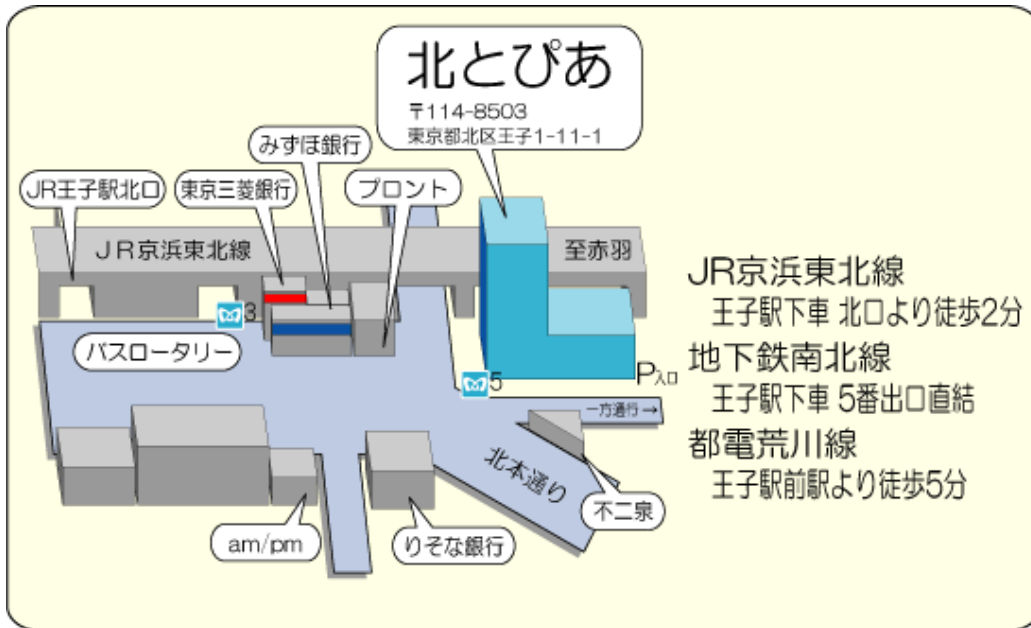 北とぴあ
〒114-8503
東京都北区王子1-11-1
みずほ銀行
JR王子駅北口
東京三菱銀行
プロント
JR京浜東北線
至赤羽
3
バスロータリー
5
P入口
一方通行→
北本通り
不二泉
am/pm
りそな銀行
JR京浜東北線
王子駅下車 北口より徒歩2分
地下鉄南北線
王子駅下車 5番出口直結
都電荒川線
王子駅前駅より徒歩5分